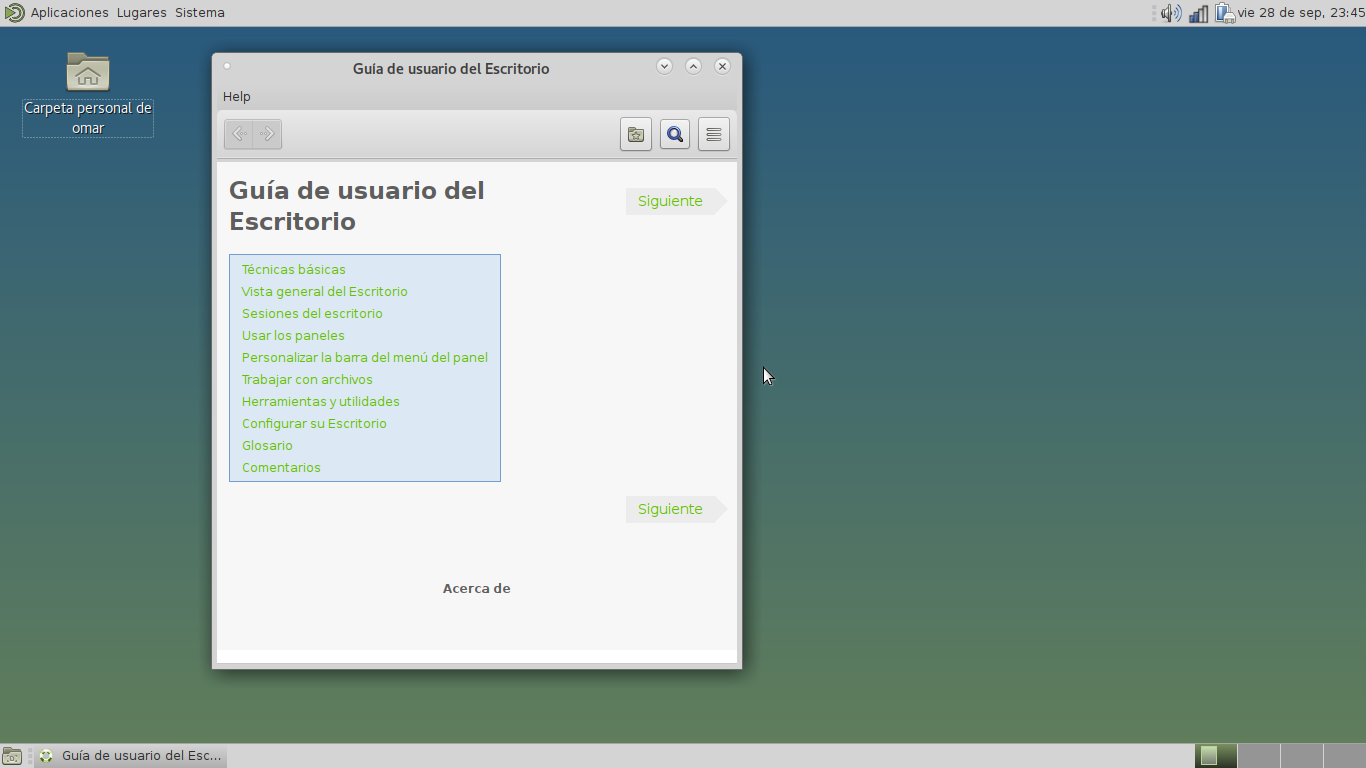 Aplicaciones Lugares Sistema
vie 28 de sep, 23:45
Carpeta personal de
omar
Guía de usuario del Escritorio
Help
Guía de usuario del
Escritorio
Siguiente
Técnicas básicas
Vista general del Escritorio
Sesiones del escritorio
Usar los paneles
Personalizar la barra del menú del panel
Trabajar con archivos
Herramientas y utilidades
Configurar su Escritorio
Glosario
Comentarios
Siguiente
Acerca de
Guía de usuario del Esc...